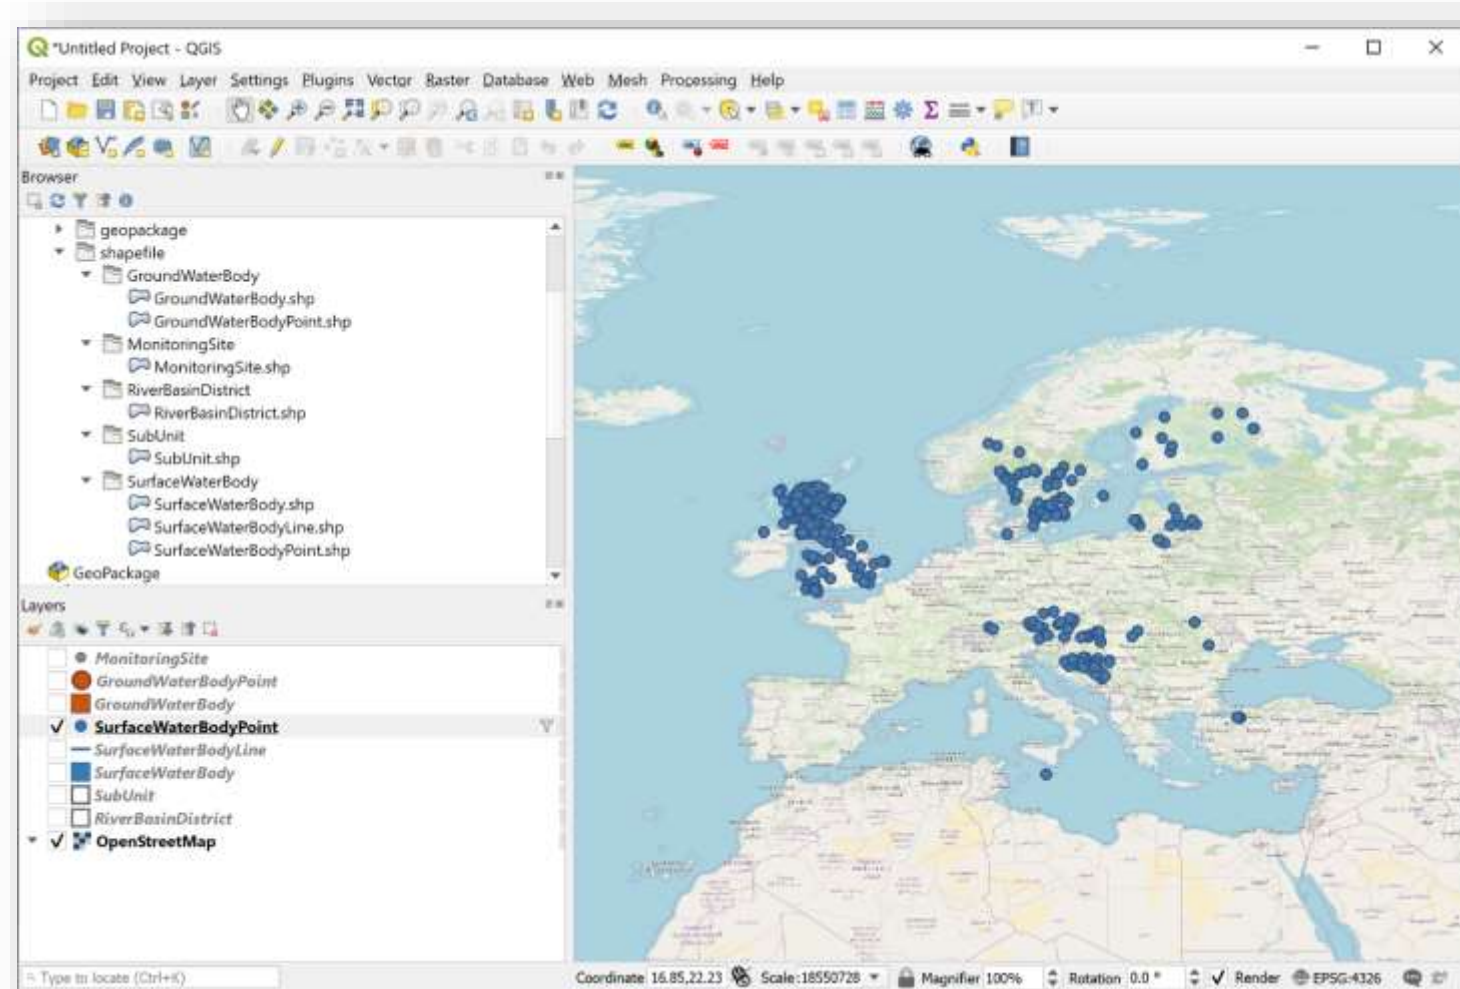 *Untitled Project - QGIS
Project Edit View Layer Settings Plugins Vector Raster Database Web Mesh Processing Help
Browser
geopackage
shapefile
GroundWaterBody
GroundWaterBody.shp
GroundWaterBodyPoint.shp
MonitoringSite
MonitoringSite.shp
RiverBasinDistrict
RiverBasinDistrict.shp
SubUnit
SubUnit.shp
SurfaceWaterBody
SurfaceWaterBody.shp
SurfaceWaterBodyLine.shp
SurfaceWaterBodyPoint.shp
GeoPackage
Layers
MonitoringSite
GroundWaterBodyPoint
GroundWaterBody
SurfaceWaterBodyPoint
SurfaceWaterBodyLine
SurfaceWaterBody
SubUnit
RiverBasinDistrict
OpenStreetMap
Type to locate (Ctrl+K) Coordinate 16.85,22.23 Scale :18550728 Magnifier 100% Rotation 0.0 ° Render EPSG:4326